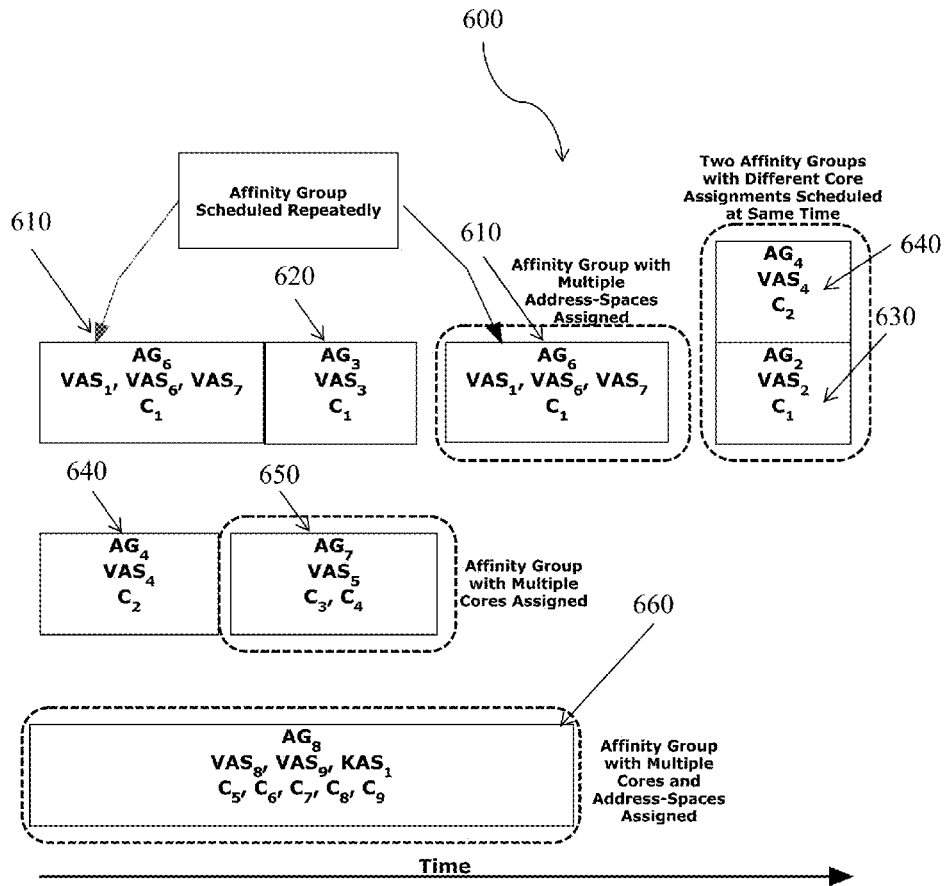 600
Affinity Group
Scheduled Repeatedly
Two Affinity Groups
with Different Core
Assignments Scheduled
at Same Time
610
620
610
Affinity Group with
Multiple
Address-Spaces
Assigned
640
630
AG₄
VAS₄
C₂
AG₆
VAS₁, VAS₆, VAS₇
C₁
AG₃
VAS₃
C₁
AG₆
VAS₁, VAS₆, VAS₇
C₁
AG₂
VAS₂
C₁
640
650
AG₄
VAS₄
C₂
AG₇
VAS₅
C₃, C₄
Affinity Group
with Multiple
Cores Assigned
660
AG₈
VAS₈, VAS₉, KAS₁
C₅, C₆, C₇, C₈, C₉
Affinity Group
with Multiple
Cores and
Address-Spaces
Assigned
Time